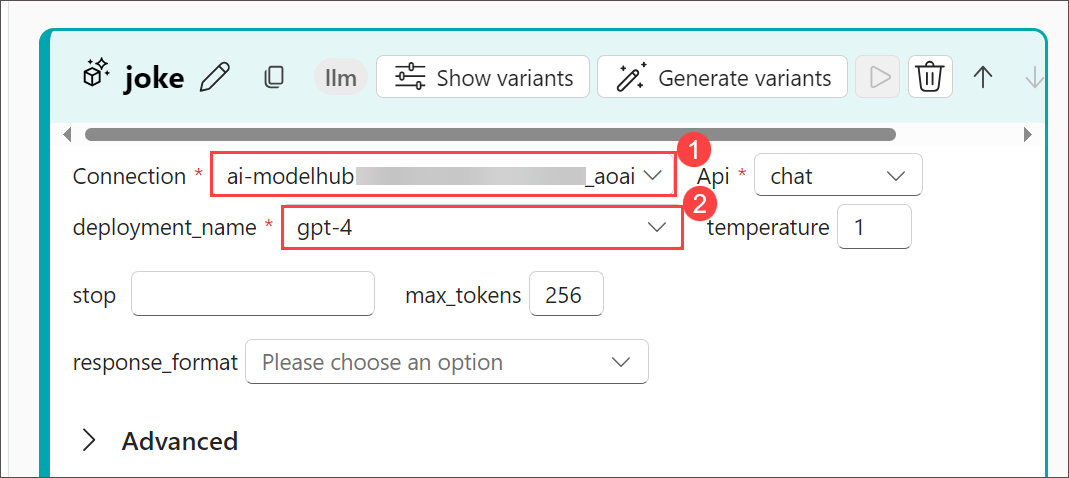 joke llm Show variants Generate variants
Connection * ai-modelhub _aoai 1 Api * chat
deployment_name * gpt-4 2 temperature 1
stop max_tokens 256
response_format Please choose an option
Advanced